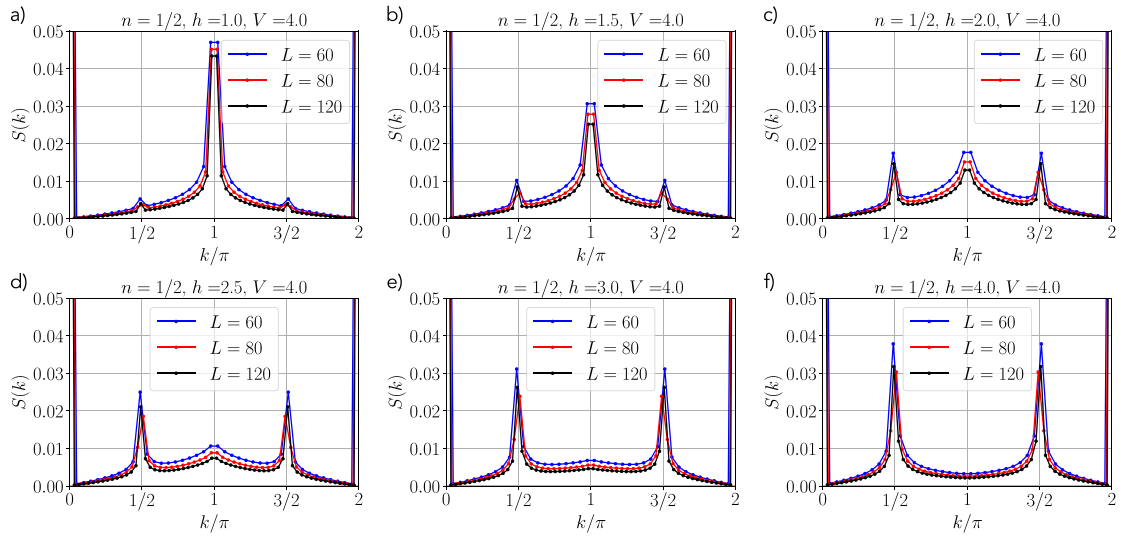 a)
n = 1/2, h =1.0, V =4.0
0.05
0.04
0.03
0.02
0.01
0.00
S(k)
L = 60
L = 80
L = 120
0
1/2
1
3/2
2
k/π
b)
n = 1/2, h =1.5, V =4.0
0.05
0.04
0.03
0.02
0.01
0.00
S(k)
L = 60
L = 80
L = 120
0
1/2
1
3/2
2
k/π
c)
n = 1/2, h =2.0, V =4.0
0.05
0.04
0.03
0.02
0.01
0.00
S(k)
L = 60
L = 80
L = 120
0
1/2
1
3/2
2
k/π
d)
n = 1/2, h =2.5, V =4.0
0.05
0.04
0.03
0.02
0.01
0.00
S(k)
L = 60
L = 80
L = 120
0
1/2
1
3/2
2
k/π
e)
n = 1/2, h =3.0, V =4.0
0.05
0.04
0.03
0.02
0.01
0.00
S(k)
L = 60
L = 80
L = 120
0
1/2
1
3/2
2
k/π
f)
n = 1/2, h =4.0, V =4.0
0.05
0.04
0.03
0.02
0.01
0.00
S(k)
L = 60
L = 80
L = 120
0
1/2
1
3/2
2
k/π